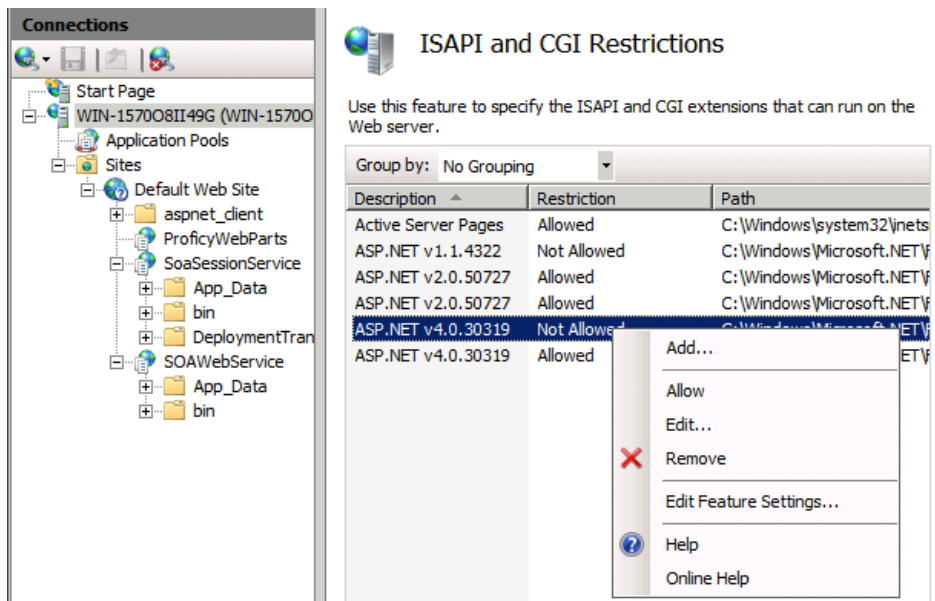 Connections
Start Page
WIN-1570O8II49G (WIN-1570O
Application Pools
Sites
Default Web Site
aspnet_client
ProficyWebParts
SoaSessionService
App_Data
bin
DeploymentTran
SOAWebService
App_Data
bin
ISAPI and CGI Restrictions
Use this feature to specify the ISAPI and CGI extensions that can run on the
Web server.
Group by: No Grouping
Description Restriction Path
Active Server Pages Allowed C:\Windows\system32\inets
ASP.NET v1.1.4322 Not Allowed C:\Windows\Microsoft.NET\F
ASP.NET v2.0.50727 Allowed C:\Windows\Microsoft.NET\F
ASP.NET v2.0.50727 Allowed C:\Windows\Microsoft.NET\F
ASP.NET v4.0.30319 Not Allowed C:\Windows\Microsoft.NET\F
ASP.NET v4.0.30319 Allowed ET\F
Add...
Allow
Edit...
Remove
Edit Feature Settings...
Help
Online Help